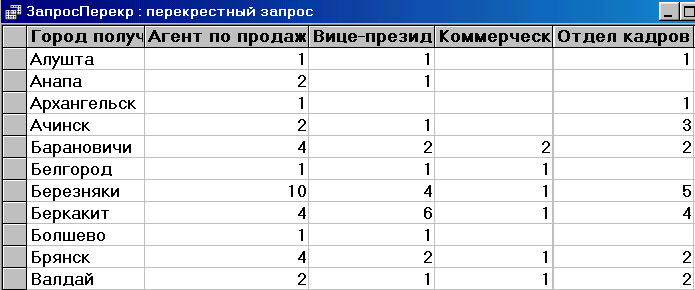 ЗапросПерекр : перекрестный запрос
Город получ Агент по продаж Вице-презид Коммерческ Отдел кадров
Алушта 1 1 1
Анапа 2 1
Архангельск 1 1
Ачинск 2 1 3
Барановичи 4 2 2 2
Белгород 1 1 1
Березняки 10 4 1 5
Беркакит 4 6 1 4
Болшево 1 1
Брянск 4 2 1 2
Валдай 2 1 1 2